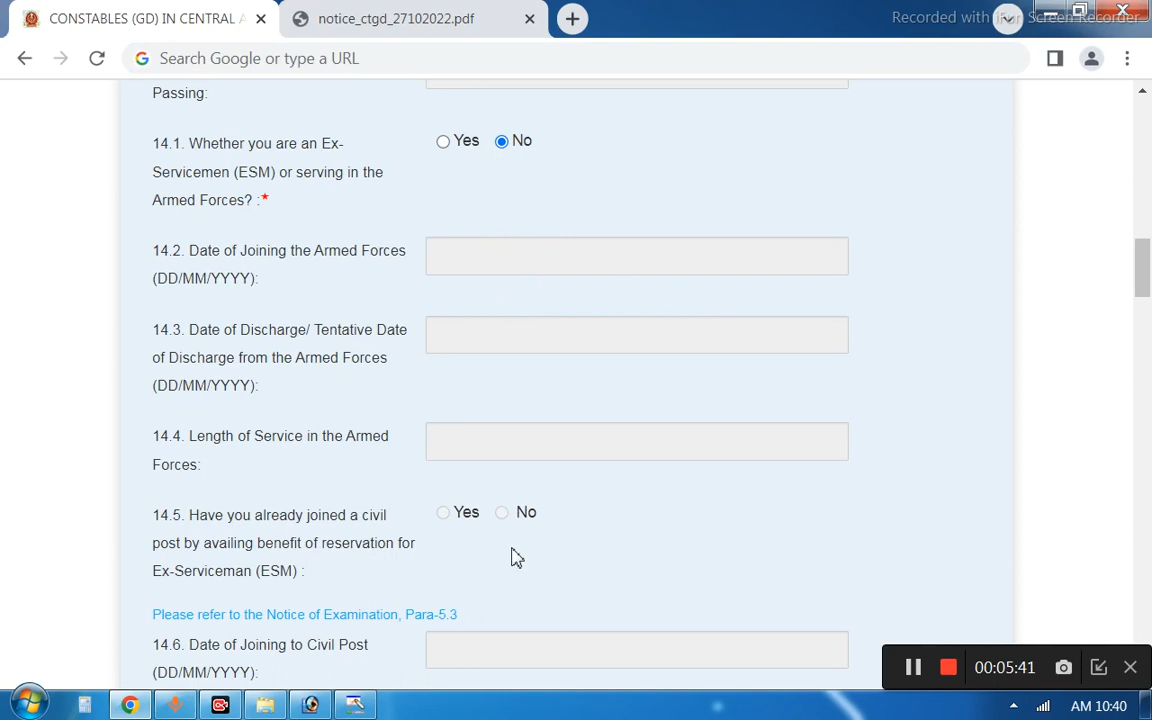 CONSTABLES (GD) IN CENTRAL A
notice_ctgd_27102022.pdf
Recorded with
Screen Recorder
Search Google or type a URL
Passing:
14.1. Whether you are an Ex-
Servicemen (ESM) or serving in the
Armed Forces? :*
Yes No
14.2. Date of Joining the Armed Forces
(DD/MM/YYYY):
14.3. Date of Discharge/ Tentative Date
of Discharge from the Armed Forces
(DD/MM/YYYY):
14.4. Length of Service in the Armed
Forces:
14.5. Have you already joined a civil
post by availing benefit of reservation for
Ex-Serviceman (ESM) :
Yes No
Please refer to the Notice of Examination, Para-5.3
14.6. Date of Joining to Civil Post
(DD/MM/YYYY):
00:05:41
AM 10:40